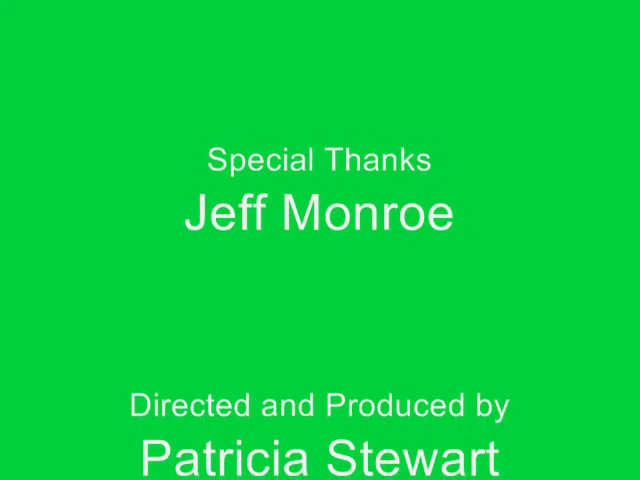 Special Thanks
Jeff Monroe
Directed and Produced by
Patricia Stewart